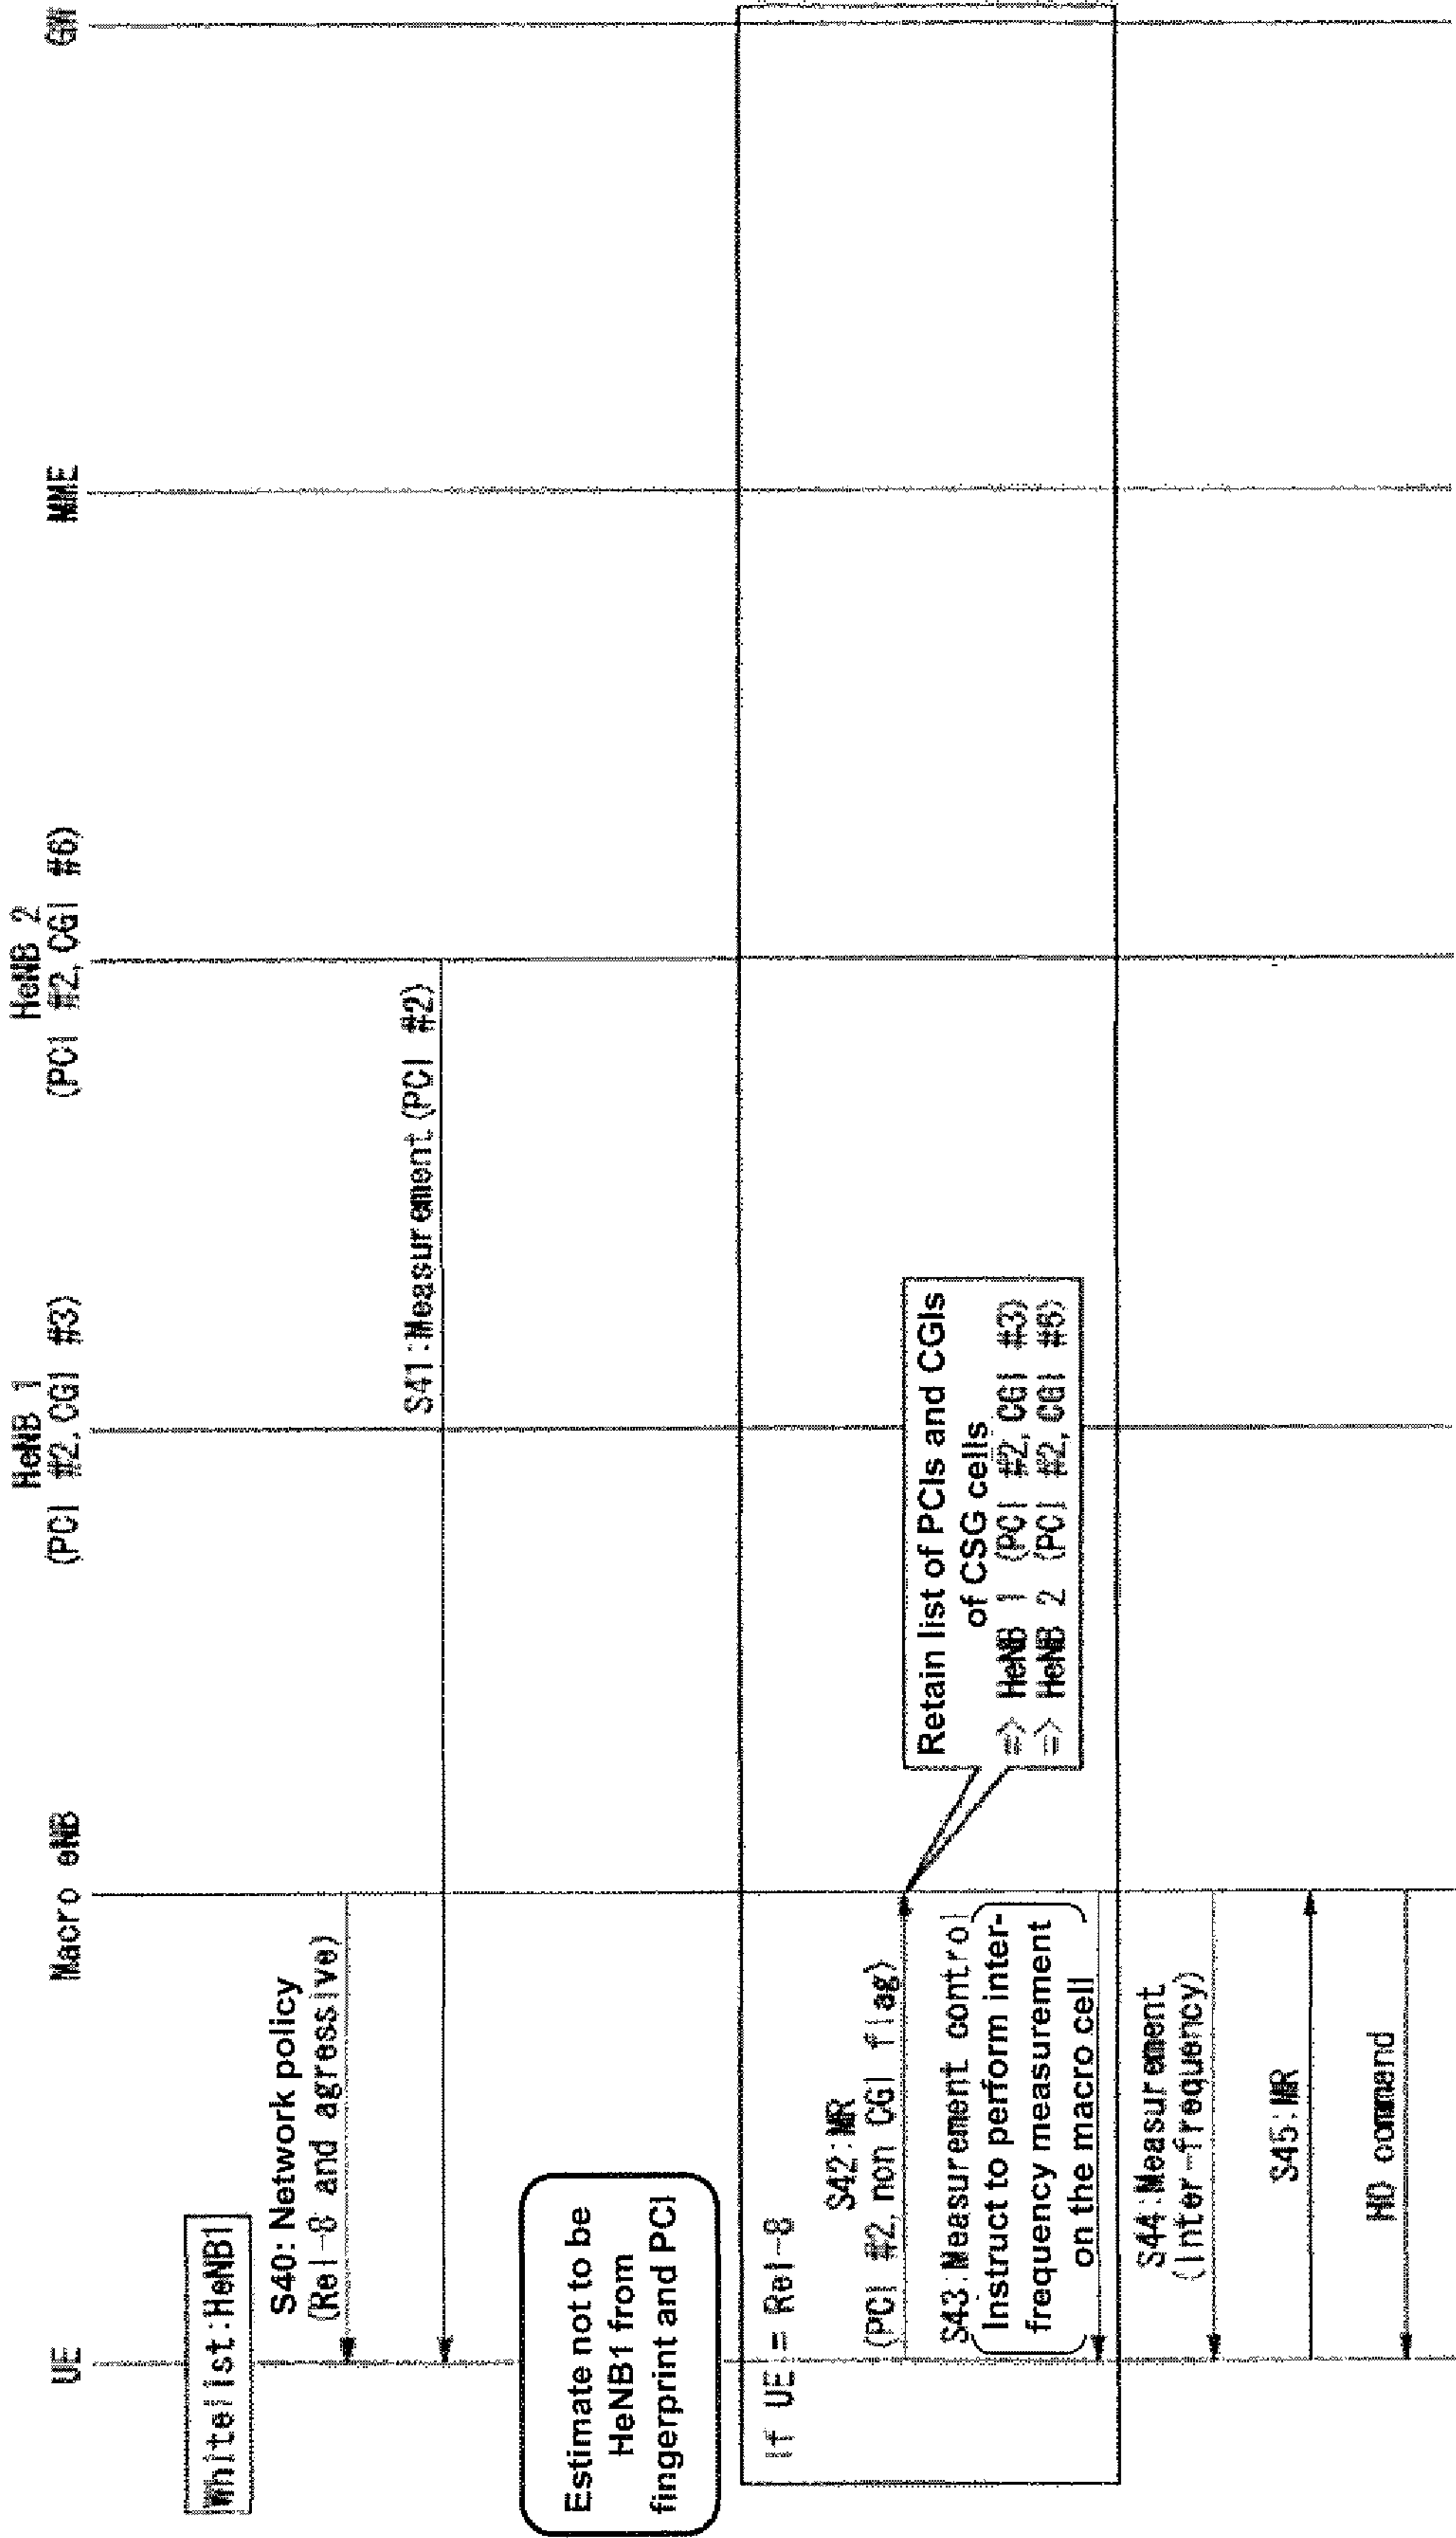 UE
Macro eNB
HeNB 1
(PCI #2, CGI #3)
HeNB 2
(PCI #2, CGI #6)
MME
GW
Whitelist:HeNB1
S40: Network policy
(Rel-8 and agressive)
S41:Measurement(PCI #2)
Estimate not to be
HeNB1 from
fingerprint and PCI
If UE = Rel-8
S42:MR
(PCI #2, non CGI flag)
Retain list of PCIs and CGIs
of CSG cells
=> HeNB 1 (PCI #2, CGI #3)
=> HeNB 2 (PCI #2, CGI #6)
S43:Measurement control
Instruct to perform inter-
frequency measurement
on the macro cell
S44:Measurement
(Inter-frequency)
S45:MR
HO command